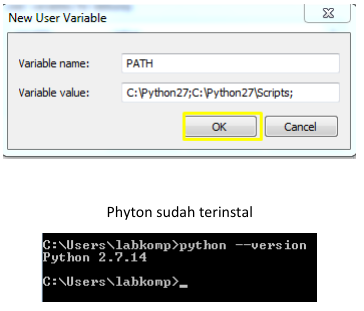 New User Variable
Variable name: PATH
Variable value: C:\Python27;C:\Python27\Scripts;
OK Cancel
Phyton sudah terinstal
C:\Users\labkomp>python --version
Python 2.7.14
C:\Users\labkomp>_